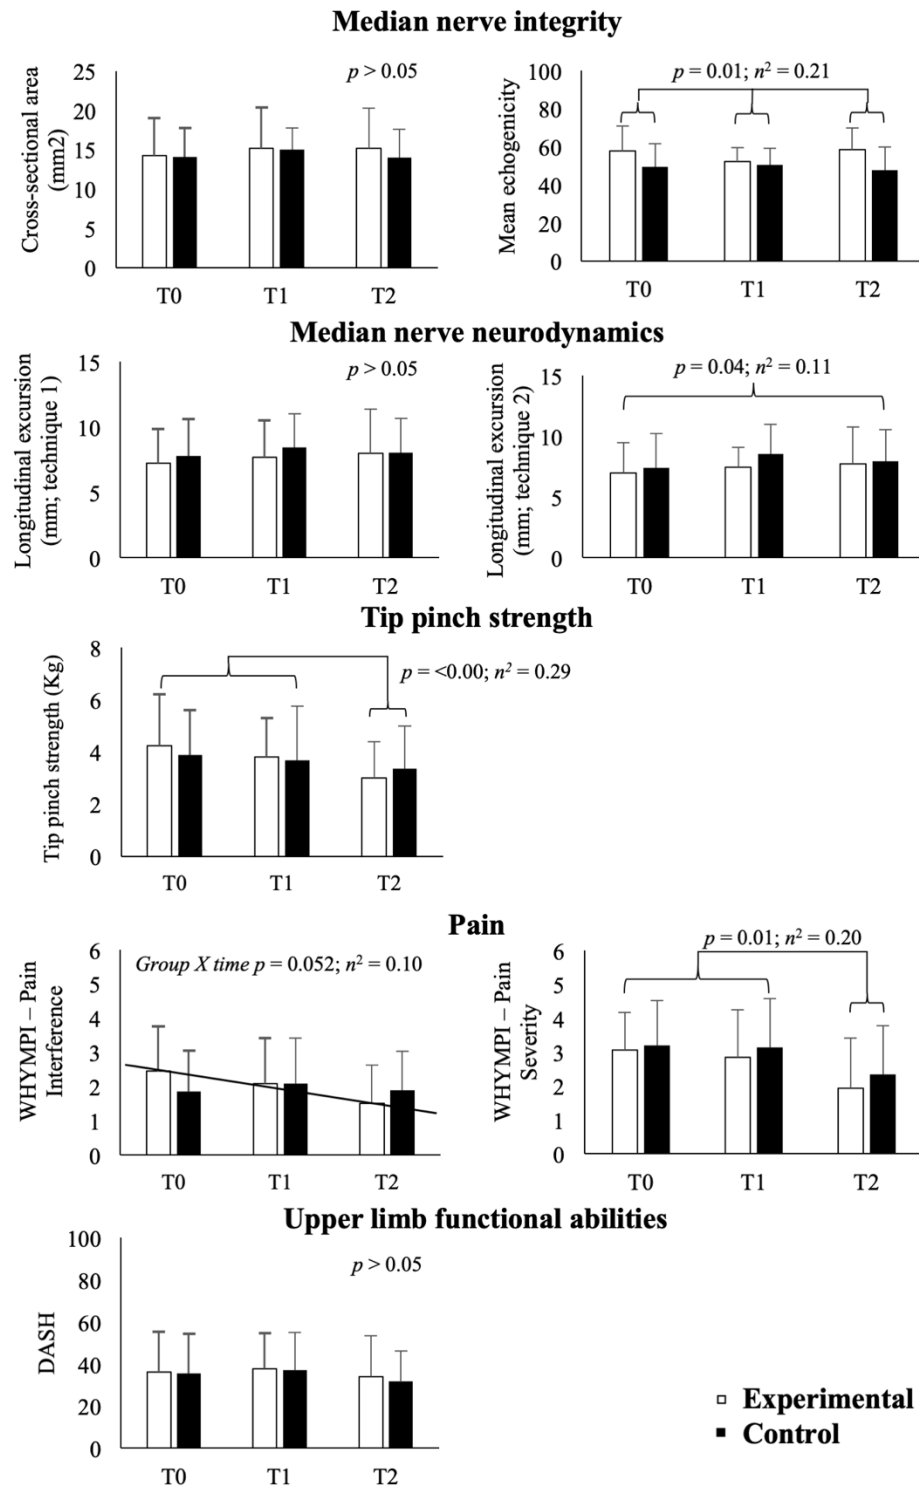 Median nerve integrity
Cross-sectional area
(mm2)
25
20
15
10
5
0
p > 0.05
T0 T1 T2
Mean echogenicity
100
80
60
40
20
0
p = 0.01; n² = 0.21
T0 T1 T2
Median nerve neurodynamics
Longitudinal excursion
(mm; technique 1)
15
10
5
0
p > 0.05
T0 T1 T2
Longitudinal excursion
(mm; technique 2)
15
10
5
0
p = 0.04; n² = 0.11
T0 T1 T2
Tip pinch strength
Tip pinch strength (Kg)
8
6
4
2
0
p = <0.00; n² = 0.29
T0 T1 T2
Pain
WHYMPI – Pain
Interference
6
5
4
3
2
1
0
Group X time p = 0.052; n² = 0.10
T0 T1 T2
WHYMPI – Pain
Severity
6
5
4
3
2
1
0
p = 0.01; n² = 0.20
T0 T1 T2
Upper limb functional abilities
DASH
100
80
60
40
20
0
p > 0.05
T0 T1 T2
Experimental
Control